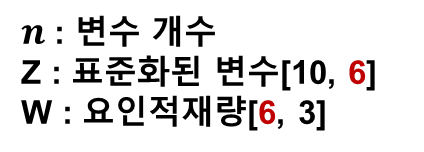 n : 변수 개수
Z : 표준화된 변수[10, 6]
W : 요인적재량[6, 3]